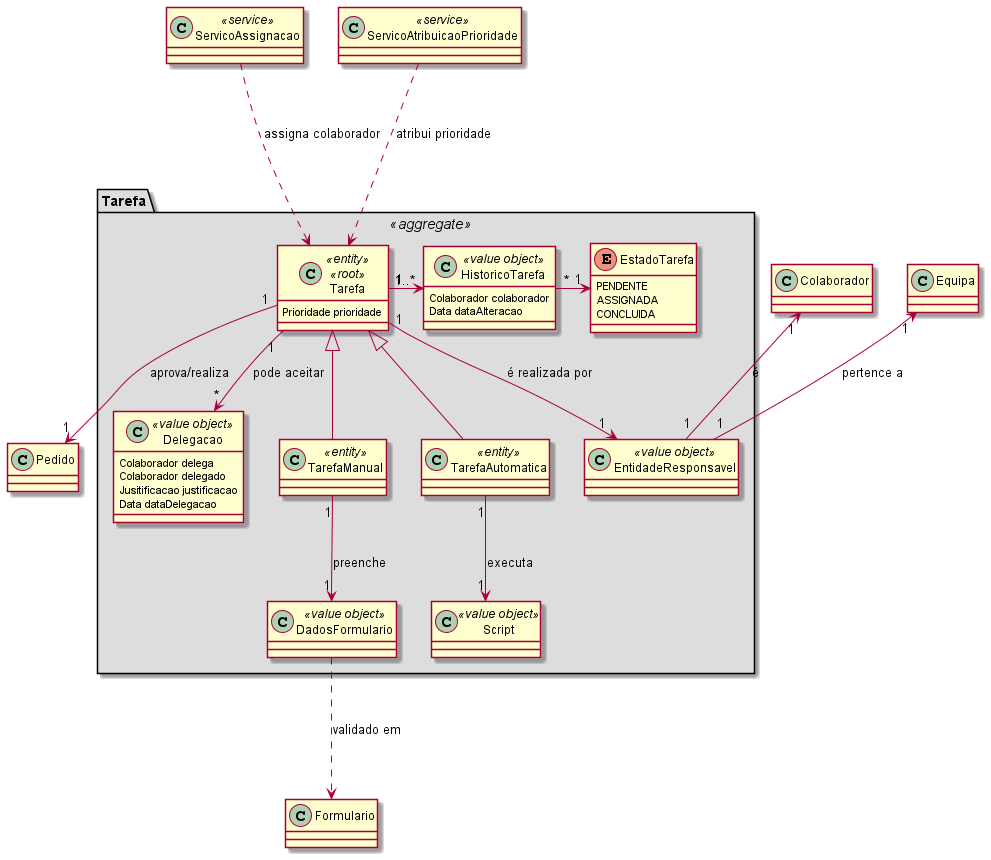 C «service»
ServicoAssignacao
C «service»
ServicoAtribuicaoPrioridade
assigna colaborador
atribui prioridade
Tarefa
«aggregate»
C «entity»
«root»
Tarefa
Prioridade prioridade
1
1..*
C «value object»
HistoricoTarefa
Colaborador colaborador
Data dataAlteracao
*
1
E EstadoTarefa
PENDENTE
ASSIGNADA
CONCLUIDA
C Colaborador
C Equipa
1
1
1
1
1
aprova/realiza
pode aceitar
é realizada por
é
pertence a
1
*
1
1
1
C Pedido
C «value object»
Delegacao
Colaborador delega
Colaborador delegado
Jusitificacao justificacao
Data dataDelegacao
C «entity»
TarefaManual
C «entity»
TarefaAutomatica
C «value object»
EntidadeResponsavel
1
1
preenche
executa
1
1
C «value object»
DadosFormulario
C «value object»
Script
validado em
C Formulario